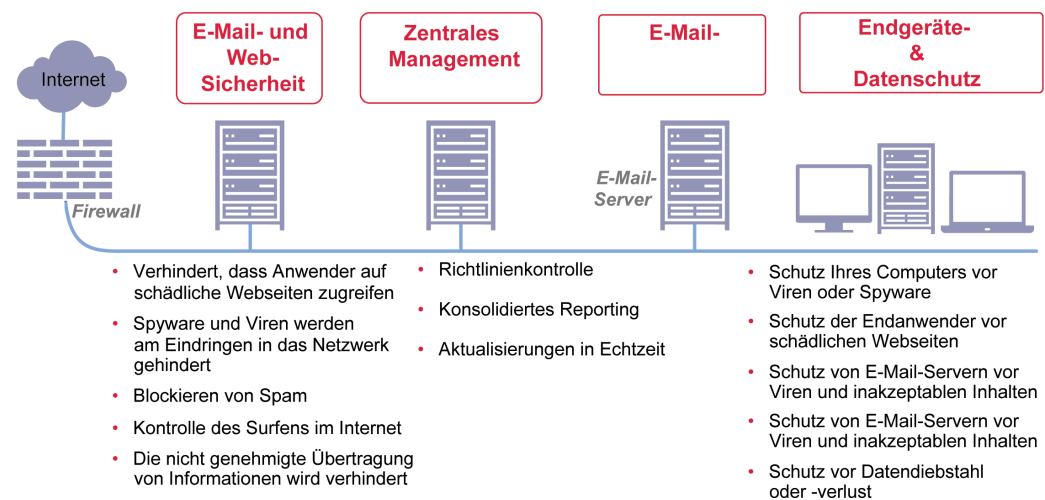 Internet
Firewall
E-Mail- und
Web-
Sicherheit
Zentrales
Management
E-Mail-
Endgeräte-
&
Datenschutz
E-Mail-
Server
• Verhindert, dass Anwender auf
schädliche Webseiten zugreifen
• Spyware und Viren werden
am Eindringen in das Netzwerk
gehindert
• Blockieren von Spam
• Kontrolle des Surfens im Internet
• Die nicht genehmigte Übertragung
von Informationen wird verhindert
• Richtlinienkontrolle
• Konsolidiertes Reporting
• Aktualisierungen in Echtzeit
• Schutz Ihres Computers vor
Viren oder Spyware
• Schutz der Endanwender vor
schädlichen Webseiten
• Schutz von E-Mail-Servern vor
Viren und inakzeptablen Inhalten
• Schutz von E-Mail-Servern vor
Viren und inakzeptablen Inhalten
• Schutz vor Datendiebstahl
oder -verlust